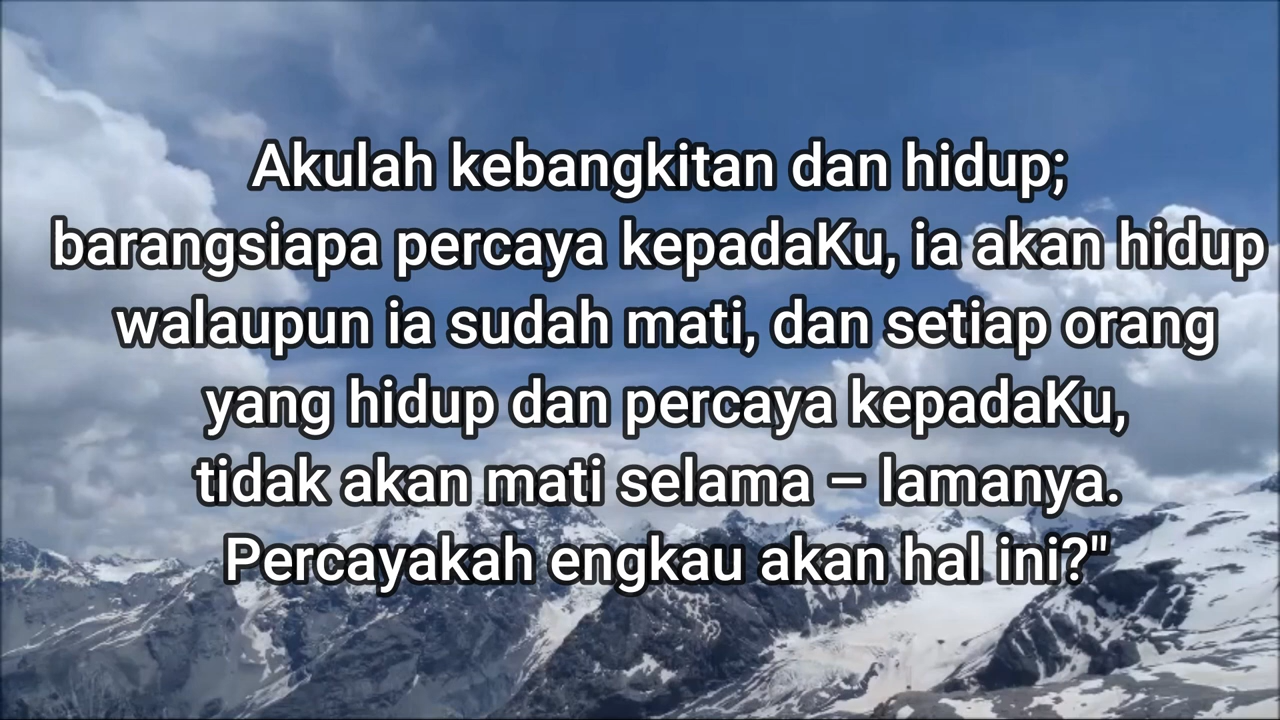 Akulah kebangkitan dan hidup;
barangsiapa percaya kepadaKu, ia akan hidup
walaupun ia sudah mati, dan setiap orang
yang hidup dan percaya kepadaKu,
tidak akan mati selama – lamanya.
Percayakah engkau akan hal ini?"